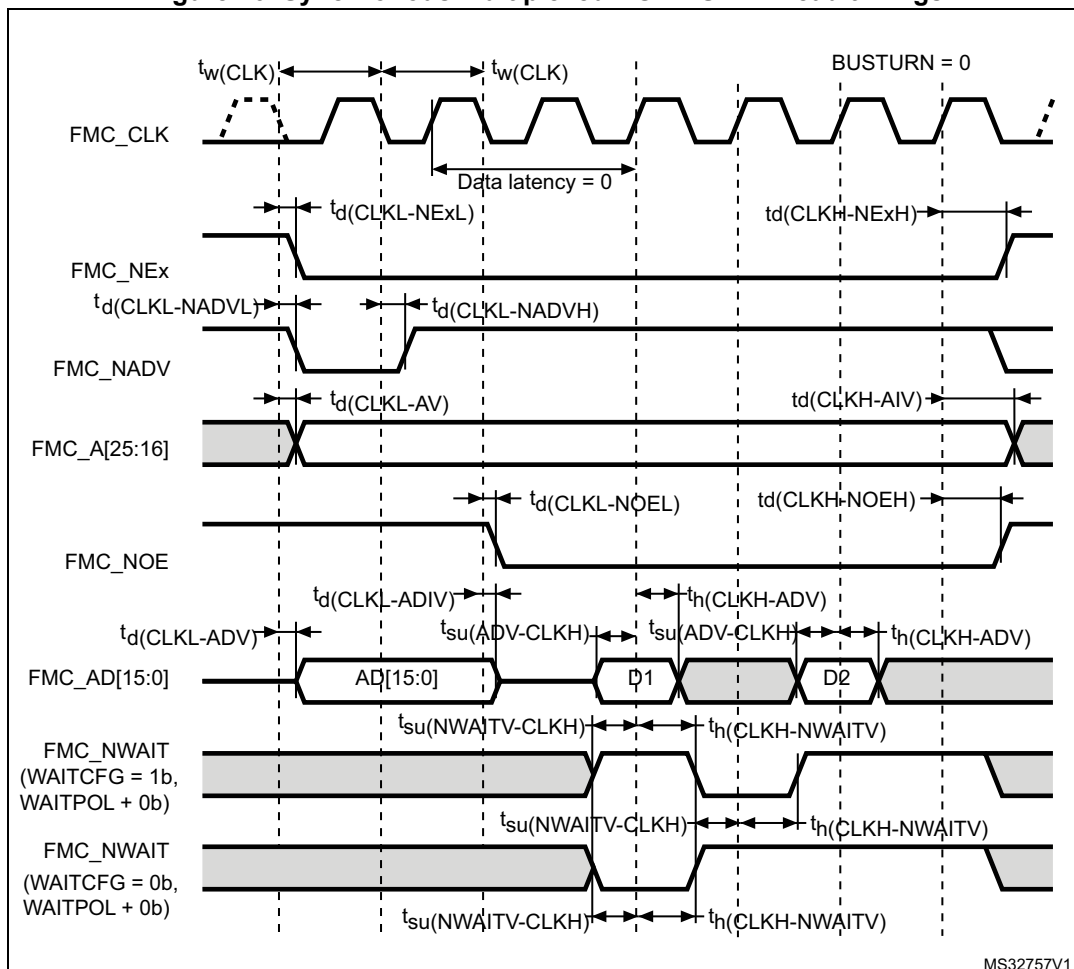 tw(CLK) tw(CLK) BUSTURN = 0
FMC_CLK
Data latency = 0
td(CLKL-NExL) td(CLKH-NExH)
FMC_NEx
td(CLKL-NADVL) td(CLKL-NADVH)
FMC_NADV
td(CLKL-AV) td(CLKH-AIV)
FMC_A[25:16]
td(CLKL-NOEL) td(CLKH-NOEH)
FMC_NOE
td(CLKL-ADIV) th(CLKH-ADV)
td(CLKL-ADV) tsu(ADV-CLKH) tsu(ADV-CLKH) th(CLKH-ADV)
FMC_AD[15:0] AD[15:0] D1 D2
tsu(NWAITV-CLKH) th(CLKH-NWAITV)
FMC_NWAIT
(WAITCFG = 1b,
WAITPOL + 0b)
tsu(NWAITV-CLKH) th(CLKH-NWAITV)
FMC_NWAIT
(WAITCFG = 0b,
WAITPOL + 0b)
tsu(NWAITV-CLKH) th(CLKH-NWAITV)
MS32757V1